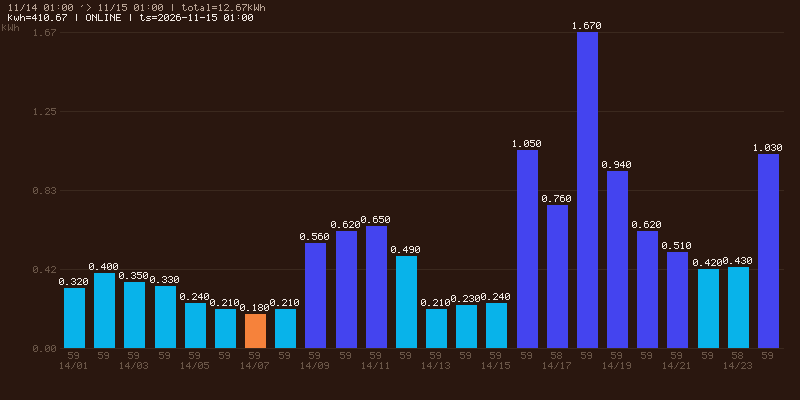 11/14 01:00 -> 11/15 01:00 | total=12.67KWh
Kwh=410.67 | ONLINE | ts=2026-11-15 01:00
KWh
1.67
1.25
0.83
0.42
0.00
0.320 0.400 0.350 0.330 0.240 0.210 0.180 0.210 0.560 0.620 0.650 0.490 0.210 0.230 0.240 1.050 0.760 1.670 0.940 0.620 0.510 0.420 0.430 1.030
59 59 59 59 59 59 59 59 59 59 59 59 59 59 59 59 58 59 59 59 59 59 58 59
14/01 14/03 14/05 14/07 14/09 14/11 14/13 14/15 14/17 14/19 14/21 14/23